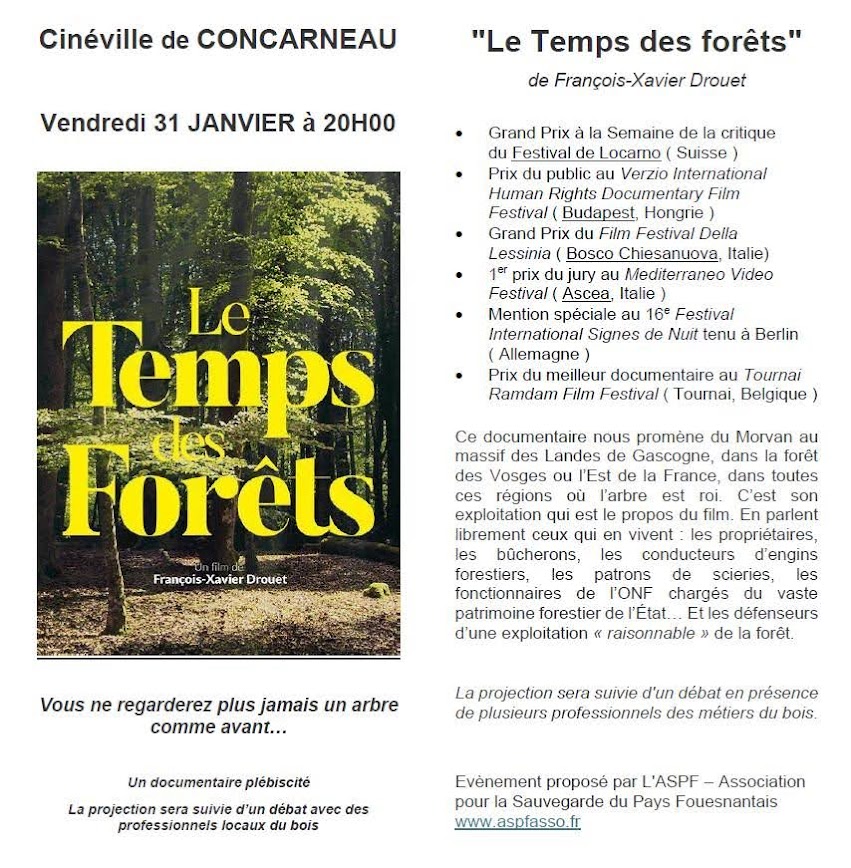 Cinéville de CONCARNEAU
Vendredi 31 JANVIER à 20H00
Le
Temps
des
Forêts
Un film de
François-Xavier Drouet
Vous ne regarderez plus jamais un arbre
comme avant…
Un documentaire plébiscité
La projection sera suivie d'un débat avec des
professionnels locaux du bois
"Le Temps des forêts"
de François-Xavier Drouet
• Grand Prix à la Semaine de la critique
du Festival de Locarno ( Suisse )
• Prix du public au Verzio International
Human Rights Documentary Film
Festival ( Budapest, Hongrie )
• Grand Prix du Film Festival Della
Lessinia ( Bosco Chiesanuova, Italie)
• 1er prix du jury au Mediterraneo Video
Festival ( Ascea, Italie )
• Mention spéciale au 16e Festival
International Signes de Nuit tenu à Berlin
( Allemagne )
• Prix du meilleur documentaire au Tournai
Ramdam Film Festival ( Tournai, Belgique )
Ce documentaire nous promène du Morvan au
massif des Landes de Gascogne, dans la forêt
des Vosges ou l'Est de la France, dans toutes
ces régions où l'arbre est roi. C'est son
exploitation qui est le propos du film. En parlent
librement ceux qui en vivent : les propriétaires,
les bûcherons, les conducteurs d'engins
forestiers, les patrons de scieries, les
fonctionnaires de l'ONF chargés du vaste
patrimoine forestier de l'État… Et les défenseurs
d'une exploitation « raisonnable » de la forêt.
La projection sera suivie d'un débat en présence
de plusieurs professionnels des métiers du bois.
Evènement proposé par L'ASPF – Association
pour la Sauvegarde du Pays Fouesnantais
www.aspfasso.fr